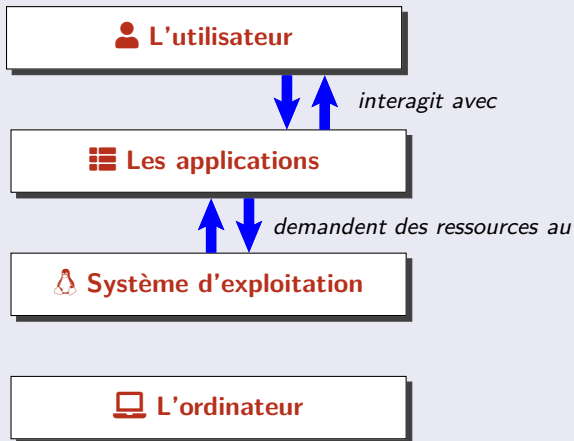 L'utilisateur
interagit avec
Les applications
demandent des ressources au
Système d'exploitation
L'ordinateur